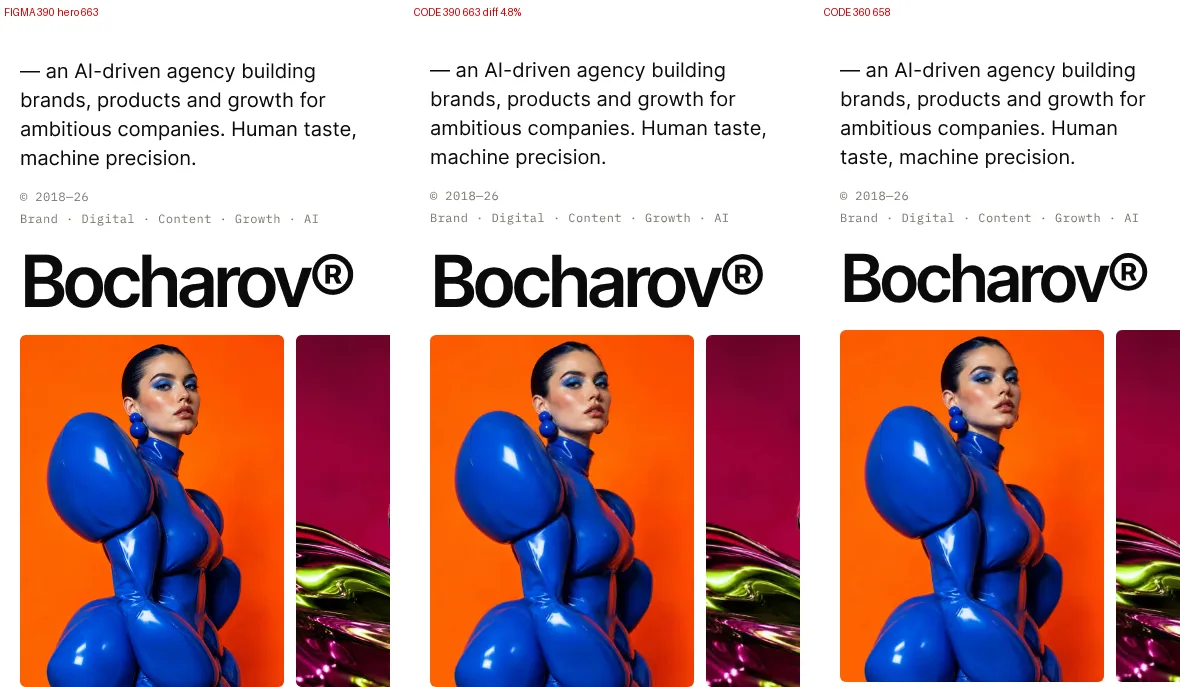 FIGMA 390 hero 663
— an AI-driven agency building
brands, products and growth for
ambitious companies. Human taste,
machine precision.
© 2018—26
Brand · Digital · Content · Growth · AI
Bocharov®
CODE 390 663 diff 4.8%
— an AI-driven agency building
brands, products and growth for
ambitious companies. Human taste,
machine precision.
© 2018—26
Brand · Digital · Content · Growth · AI
Bocharov®
CODE 360 658
— an AI-driven agency building
brands, products and growth for
ambitious companies. Human
taste, machine precision.
© 2018—26
Brand · Digital · Content · Growth · AI
Bocharov®